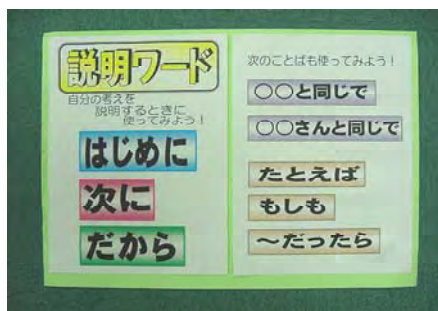 説明ワード
自分の考えを
説明するときに
使ってみよう！
はじめに
次に
だから
次のことばも使ってみよう！
○○と同じで
○○さんと同じで
たとえば
もしも
～だったら